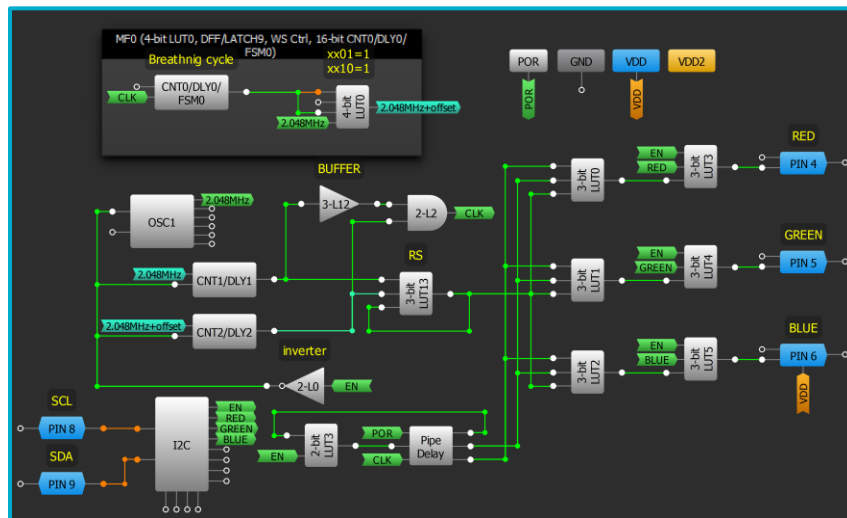 MF0 (4-bit LUT0, DFF/LATCH9, WS Ctrl, 16-bit CNT0/DLY0/
FSM0)
Breathnig cycle
xx01=1
xx10=1
CLK
CNT0/DLY0/
FSM0
4-bit
LUT0
2.048MHz
2.048MHz+offset
POR
GND
VDD
VDD2
POR
VDD
BUFFER
3-L12
2-L2
CLK
OSC1
2.048MHz
RS
2.048MHz
CNT1/DLY1
3-bit
LUT13
2.048MHz+offset
CNT2/DLY2
inverter
2-L0
EN
3-bit
LUT0
EN
RED
3-bit
LUT3
RED
PIN 4
3-bit
LUT1
EN
GREEN
3-bit
LUT4
GREEN
PIN 5
3-bit
LUT2
EN
BLUE
3-bit
LUT5
BLUE
PIN 6
VDD
SCL
PIN 8
SDA
PIN 9
I2C
EN
RED
GREEN
BLUE
EN
2-bit
LUT3
POR
CLK
Pipe
Delay